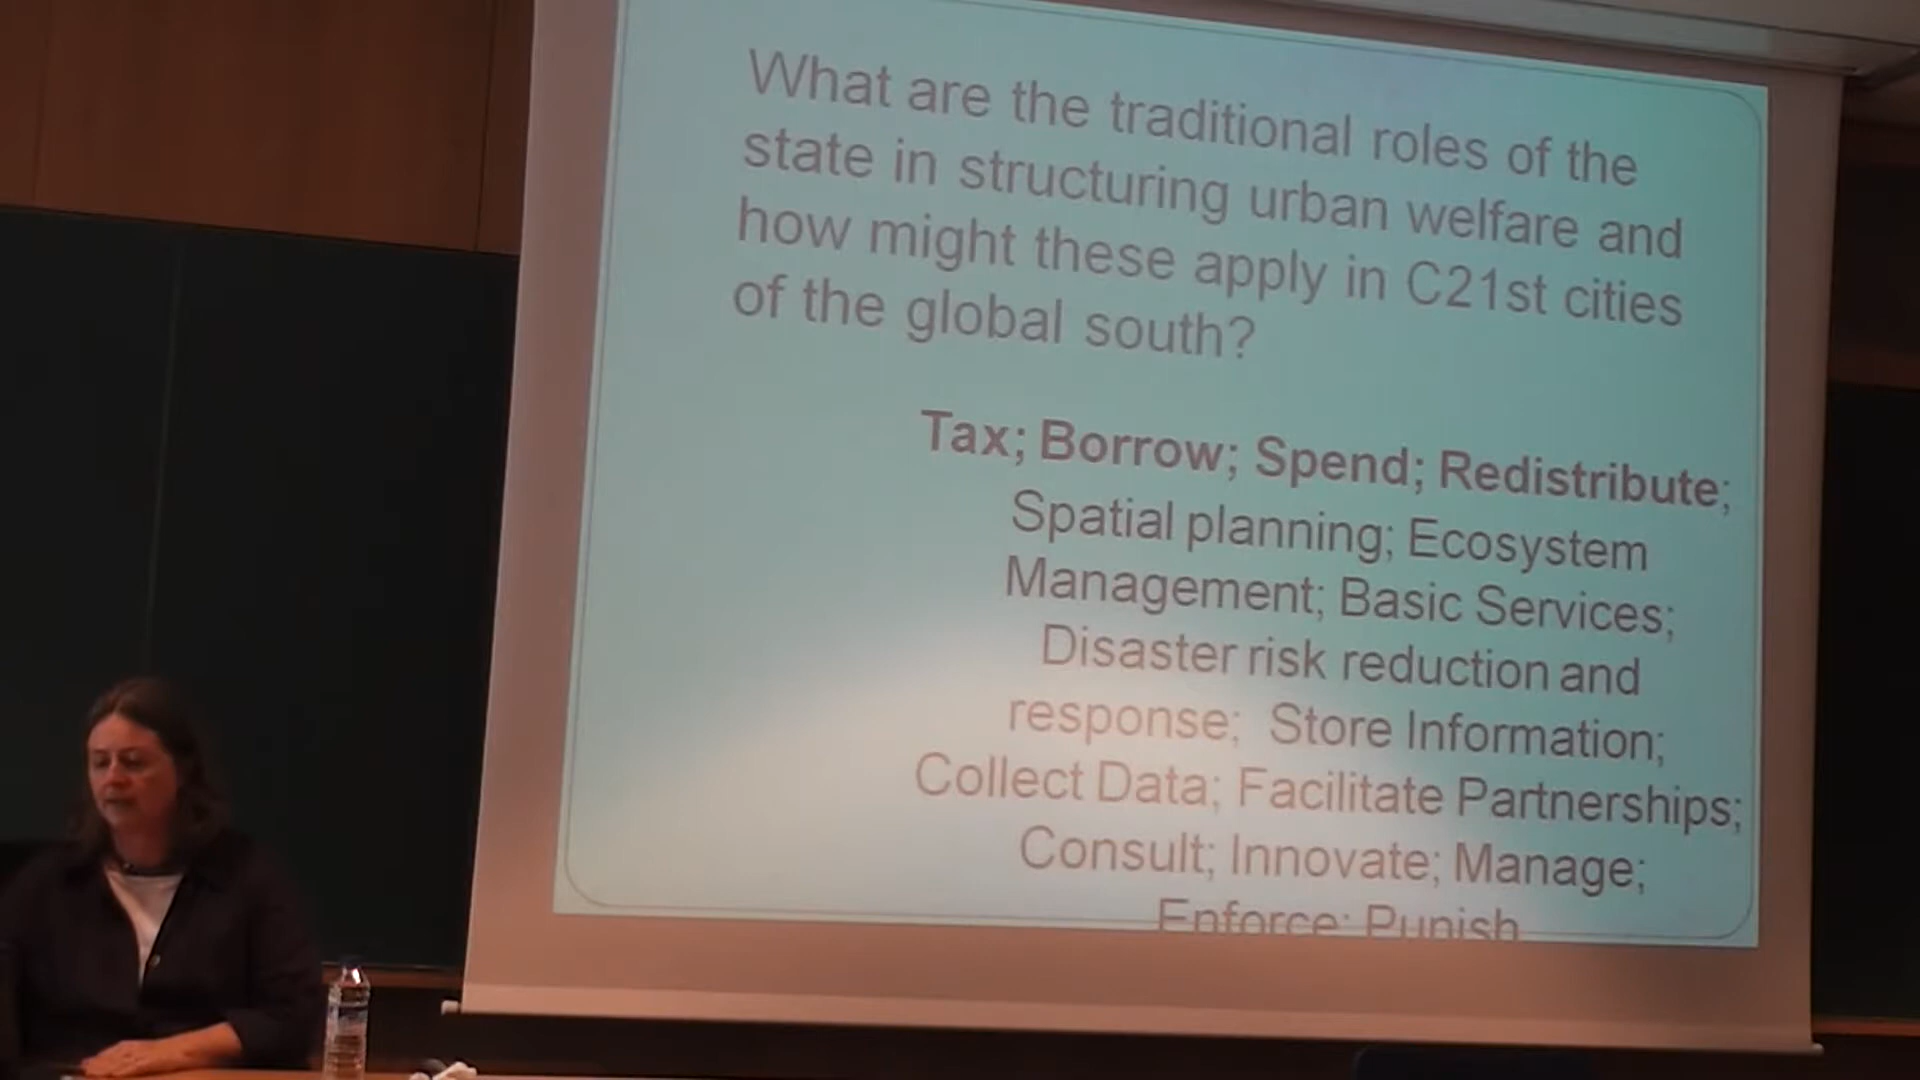 What are the traditional roles of the
state in structuring urban welfare and
how might these apply in C21st cities
of the global south?
Tax; Borrow; Spend; Redistribute;
Spatial planning; Ecosystem
Management; Basic Services;
Disaster risk reduction and
response; Store Information;
Collect Data; Facilitate Partnerships;
Consult; Innovate; Manage;
Enforce; Punish